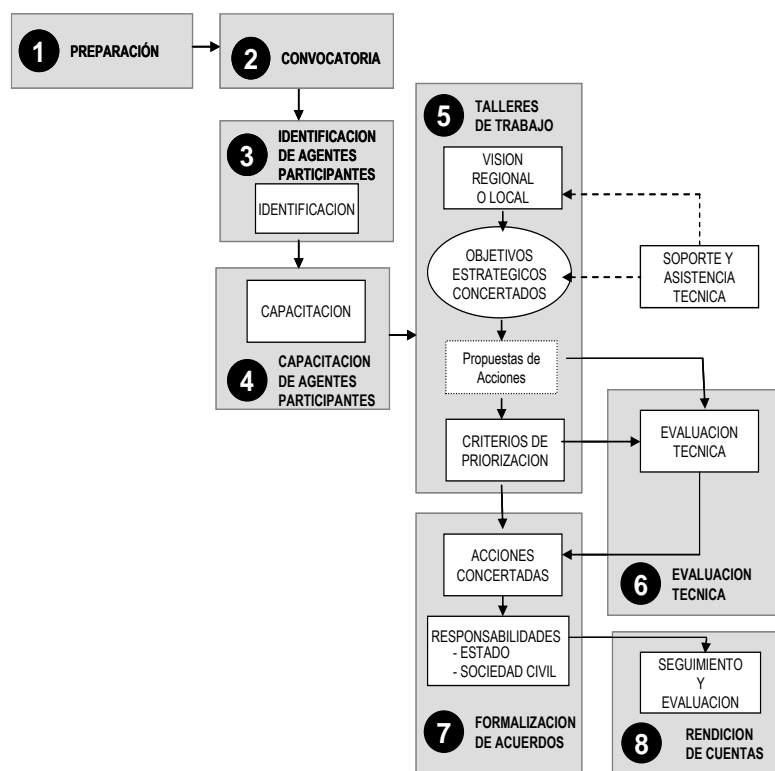 1 PREPARACIÓN
2 CONVOCATORIA
3 IDENTIFICACION
DE AGENTES
PARTICIPANTES
IDENTIFICACION
CAPACITACION
4 CAPACITACION
DE AGENTES
PARTICIPANTES
5 TALLERES
DE TRABAJO
VISION
REGIONAL
O LOCAL
OBJETIVOS
ESTRATEGICOS
CONCERTADOS
SOPORTE Y
ASISTENCIA
TECNICA
Propuestas de
Acciones
CRITERIOS DE
PRIORIZACION
EVALUACION
TECNICA
6 EVALUACION
TECNICA
ACCIONES
CONCERTADAS
RESPONSABILIDADES
- ESTADO
- SOCIEDAD CIVIL
7 FORMALIZACION
DE ACUERDOS
SEGUIMIENTO
Y
EVALUACION
8 RENDICION
DE CUENTAS